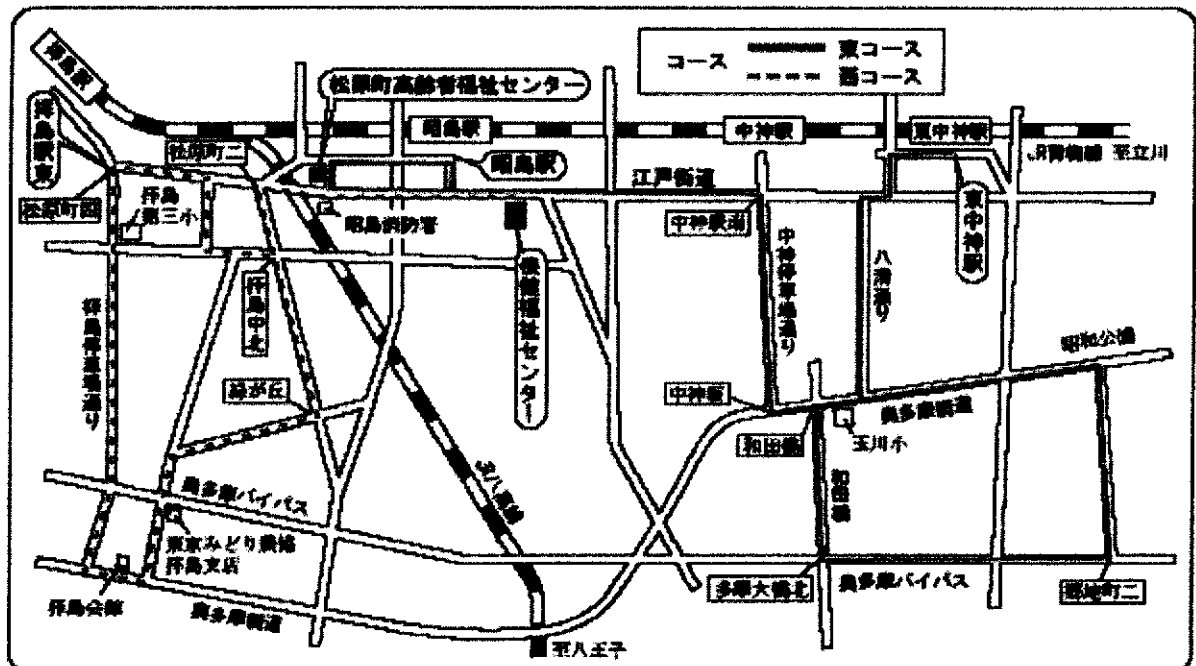 拝島駅
コース
東コース
西コース
松原町高齢者福祉センター
昭島駅
中神駅
東中神駅
JR青梅線 至立川
拝島駅東
松原町二
昭島駅
江戸街道
松原町四
拝島
第三小
昭島消防署
中神駅南
東中神駅
中神停車場通り
八清通り
拝島中北
保健福祉センター
昭和公園
拝島停車場通り
緑が丘
中神坂
奥多摩街道
玉川小
和田橋
JR八高線
奥多摩バイパス
東京みどり農協
拝島支店
多摩大橋北
奥多摩バイパス
郷地町二
拝島会館
奥多摩街道
至八王子